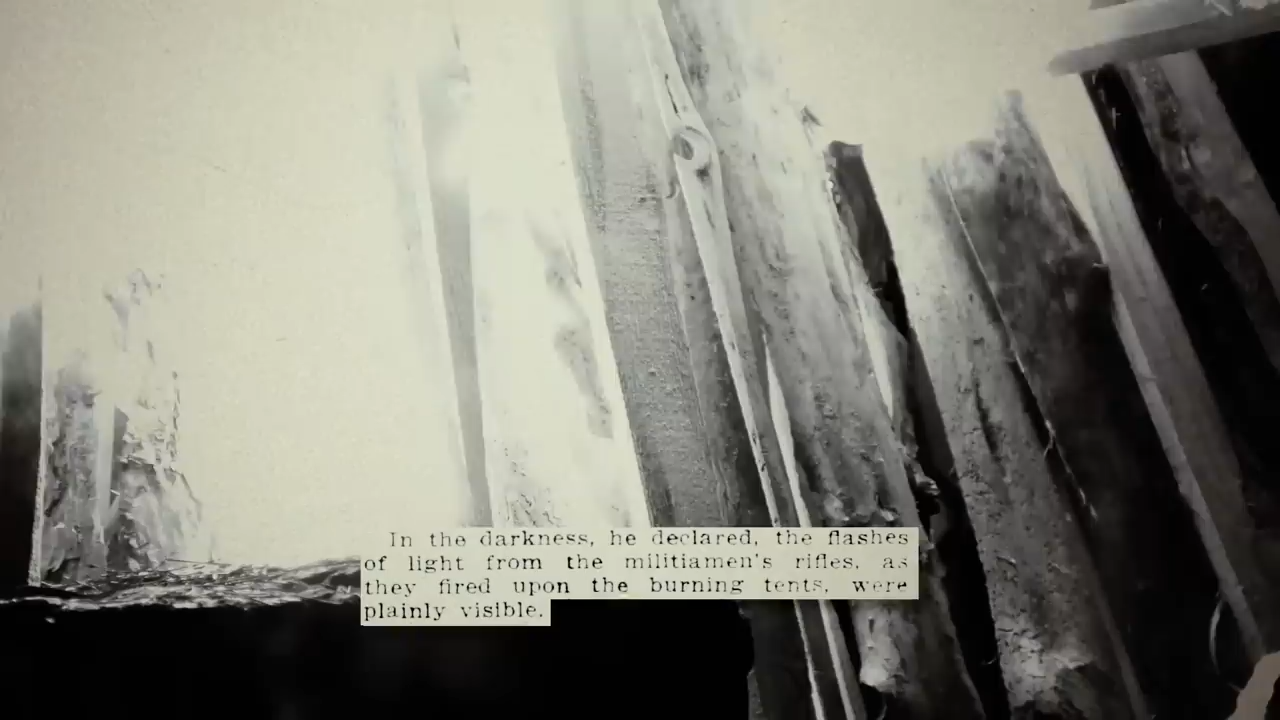 In the darkness, he declared, the flashes
of light from the militiamen's rifles, as
they fired upon the burning tents, were
plainly visible.